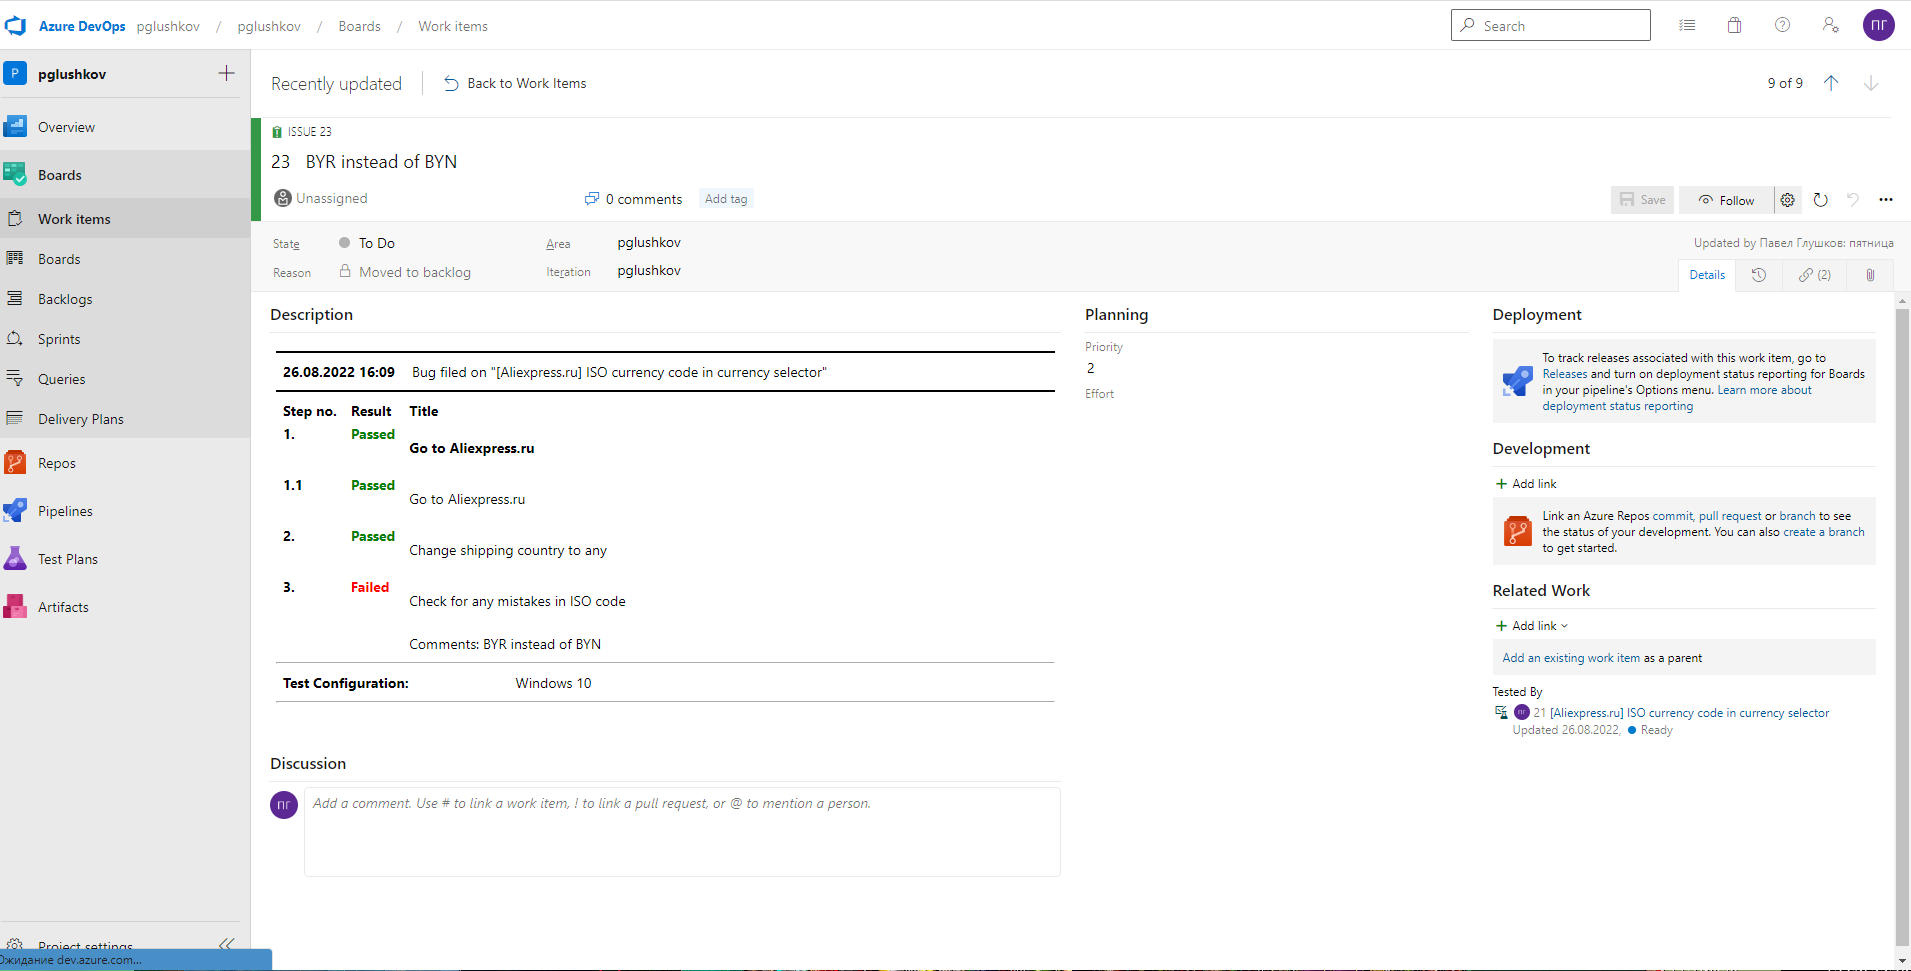 Azure DevOps pglushkov / pglushkov / Boards / Work items
Search
ПГ
P pglushkov
Overview
Boards
Work items
Boards
Backlogs
Sprints
Queries
Delivery Plans
Repos
Pipelines
Test Plans
Artifacts
Project settings
Ожидание dev.azure.com...
Recently updated
Back to Work Items
9 of 9
ISSUE 23
23 BYR instead of BYN
Unassigned
0 comments
Add tag
Save
Follow
State To Do
Area pglushkov
Reason Moved to backlog
Iteration pglushkov
Updated by Павел Глушков: пятница
Details
(2)
Description
26.08.2022 16:09 Bug filed on "[Aliexpress.ru] ISO currency code in currency selector"
Step no. Result Title
1. Passed
Go to Aliexpress.ru
1.1 Passed
Go to Aliexpress.ru
2. Passed
Change shipping country to any
3. Failed
Check for any mistakes in ISO code
Comments: BYR instead of BYN
Test Configuration: Windows 10
Discussion
ПГ
Add a comment. Use # to link a work item, ! to link a pull request, or @ to mention a person.
Planning
Priority
2
Effort
Deployment
To track releases associated with this work item, go to
Releases and turn on deployment status reporting for Boards
in your pipeline's Options menu. Learn more about
deployment status reporting
Development
+ Add link
Link an Azure Repos commit, pull request or branch to see
the status of your development. You can also create a branch
to get started.
Related Work
+ Add link
Add an existing work item as a parent
Tested By
ПГ 21 [Aliexpress.ru] ISO currency code in currency selector
Updated 26.08.2022, Ready